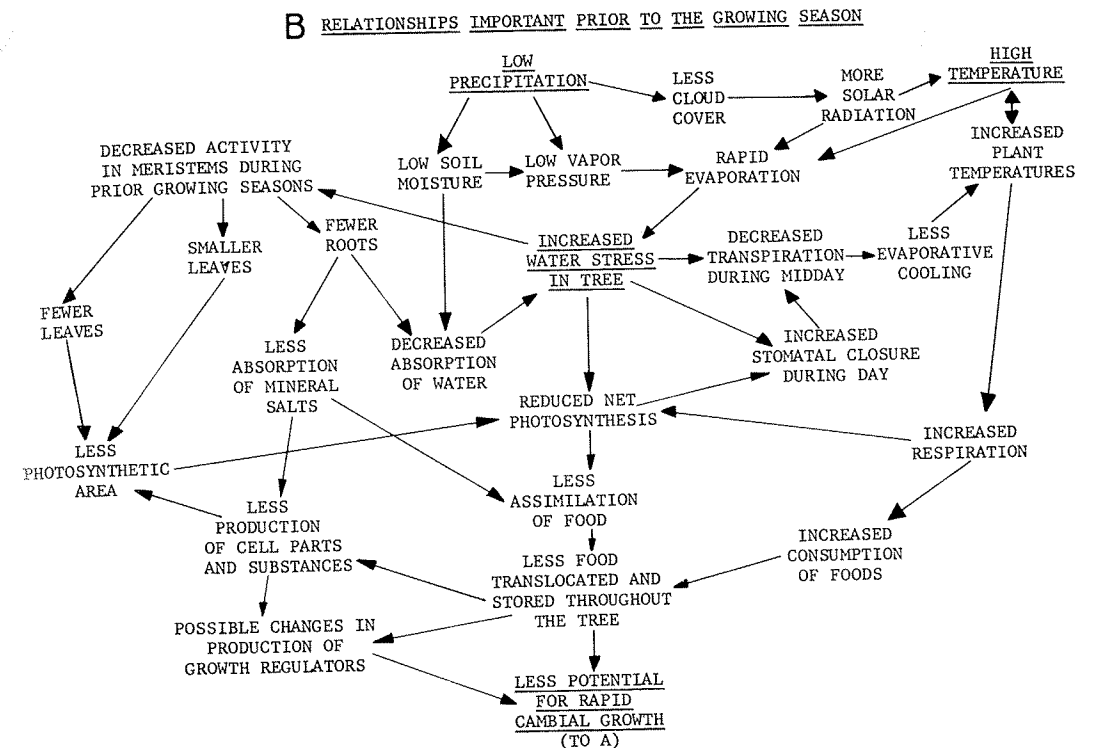 B RELATIONSHIPS IMPORTANT PRIOR TO THE GROWING SEASON
LOW
PRECIPITATION
LESS
CLOUD
COVER
MORE
SOLAR
RADIATION
HIGH
TEMPERATURE
DECREASED ACTIVITY
IN MERISTEMS DURING
PRIOR GROWING SEASONS
LOW SOIL
MOISTURE
LOW VAPOR
PRESSURE
RAPID
EVAPORATION
INCREASED
PLANT
TEMPERATURES
SMALLER
LEAVES
FEWER
ROOTS
INCREASED
WATER STRESS
IN TREE
DECREASED
TRANSPIRATION
DURING MIDDAY
LESS
EVAPORATIVE
COOLING
FEWER
LEAVES
LESS
ABSORPTION
OF MINERAL
SALTS
DECREASED
ABSORPTION
OF WATER
INCREASED
STOMATAL CLOSURE
DURING DAY
REDUCED NET
PHOTOSYNTHESIS
LESS
PHOTOSYNTHETIC
AREA
INCREASED
RESPIRATION
LESS
PRODUCTION
OF CELL PARTS
AND SUBSTANCES
LESS
ASSIMILATION
OF FOOD
INCREASED
CONSUMPTION
OF FOODS
LESS FOOD
TRANSLOCATED AND
STORED THROUGHOUT
THE TREE
POSSIBLE CHANGES IN
PRODUCTION OF
GROWTH REGULATORS
LESS POTENTIAL
FOR RAPID
CAMBIAL GROWTH
(TO A)